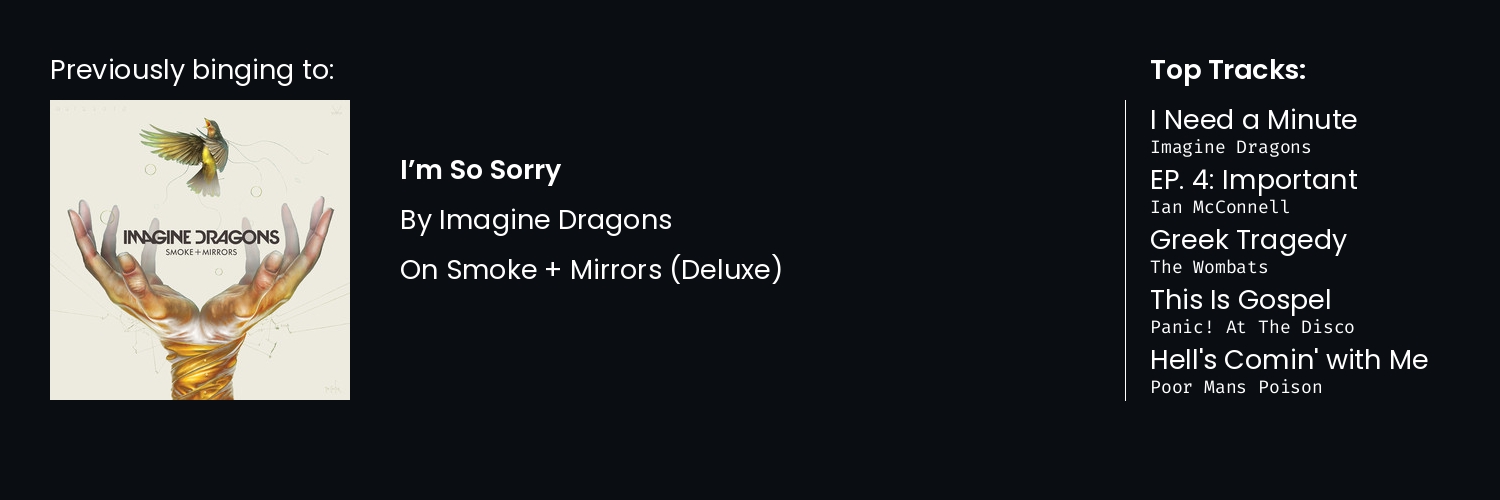 Previously binging to:
IMAGINE DRAGONS
SMOKE+MIRRORS
I’m So Sorry
By Imagine Dragons
On Smoke + Mirrors (Deluxe)
Top Tracks:
I Need a Minute
Imagine Dragons
EP. 4: Important
Ian McConnell
Greek Tragedy
The Wombats
This Is Gospel
Panic! At The Disco
Hell's Comin' with Me
Poor Mans Poison